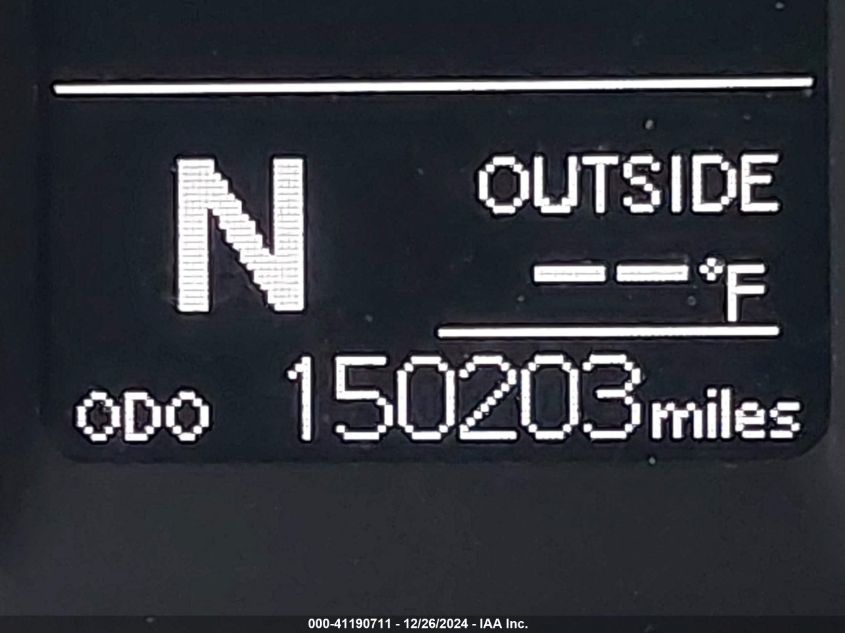 N
OUTSIDE
-- °F
ODO 150203 miles
000-41190711 - 12/26/2024 - IAA Inc.